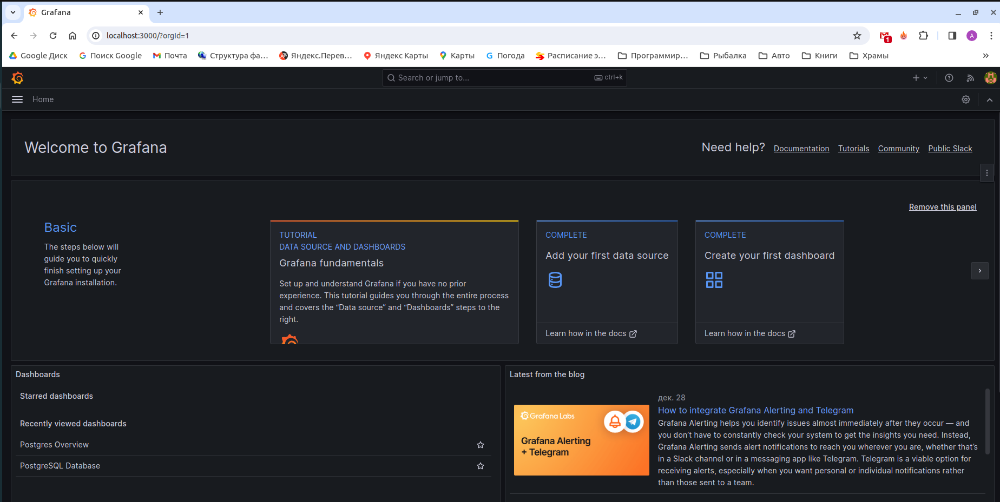 Grafana
localhost:3000/?orgId=1
1
A
Google Диск
Поиск Google
Почта
Структура фа...
Яндекс.Перев...
Яндекс Карты
Карты
Погода
Расписание э...
Программир...
Рыбалка
Авто
Книги
Храмы
Search or jump to...
ctrl+k
Home
Welcome to Grafana
Need help?
Documentation
Tutorials
Community
Public Slack
Remove this panel
Basic
The steps below will
guide you to quickly
finish setting up your
Grafana installation.
TUTORIAL
DATA SOURCE AND DASHBOARDS
Grafana fundamentals
Set up and understand Grafana if you have no prior
experience. This tutorial guides you through the entire process
and covers the “Data source” and “Dashboards” steps to the
right.
COMPLETE
Add your first data source
Learn how in the docs
COMPLETE
Create your first dashboard
Learn how in the docs
Dashboards
Starred dashboards
Recently viewed dashboards
Postgres Overview
PostgreSQL Database
Latest from the blog
Grafana Labs
Grafana Alerting
+ Telegram
дек. 28
How to integrate Grafana Alerting and Telegram
Grafana Alerting helps you identify issues almost immediately after they occur — and
you don’t have to constantly check your system to get the insights you need. Instead,
Grafana Alerting sends alert notifications to reach you wherever you are, whether that’s
in a Slack channel or in a messaging app like Telegram. Telegram is a viable option for
receiving alerts, especially when you want personal or individual notifications rather
than those sent to a team.